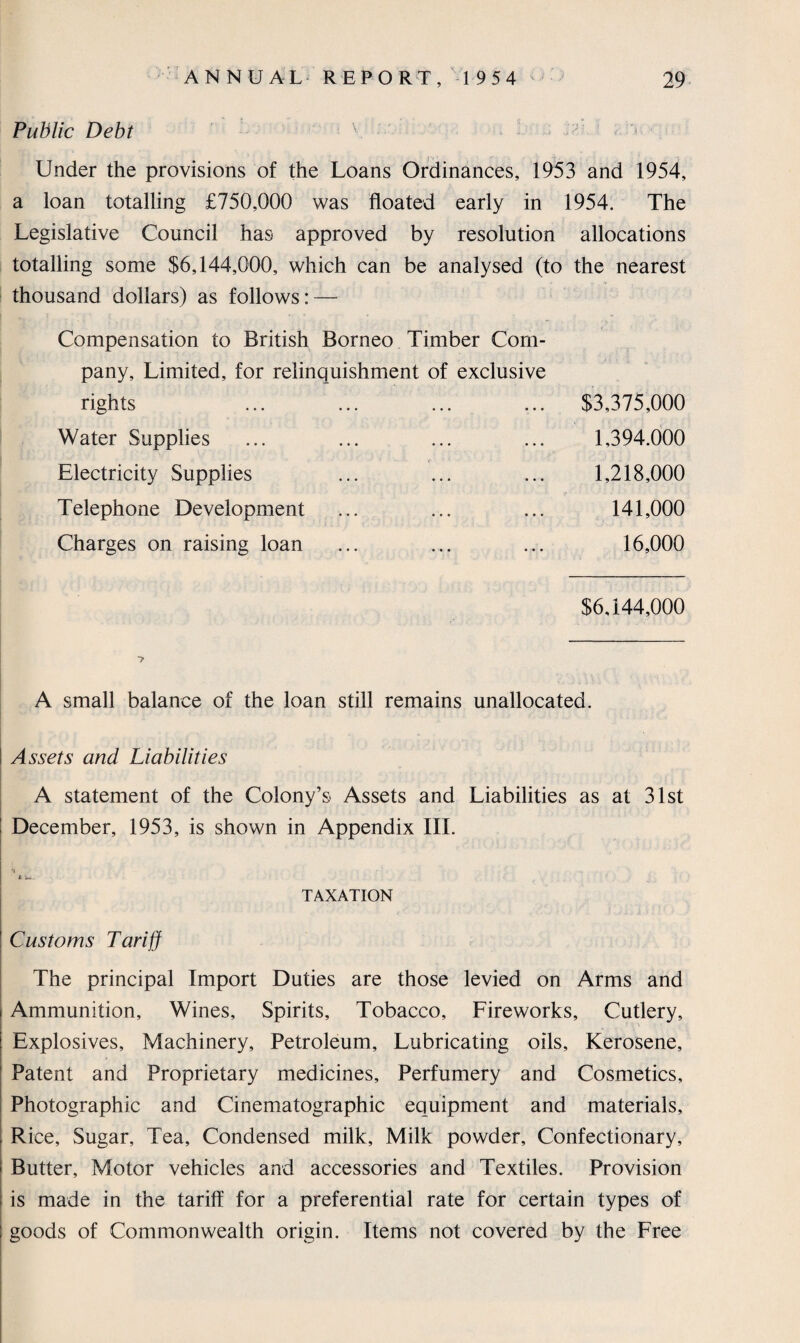 ANNUAL REPORT, 1954 29
Public Debt
Under the provisions of the Loans Ordinances, 1953 and 1954,
a loan totalling £750,000 was floated early in 1954. The
Legislative Council has approved by resolution allocations
totalling some $6,144,000, which can be analysed (to the nearest
thousand dollars) as follows: —
Compensation to British Borneo Timber Com-
pany, Limited, for relinquishment of exclusive
rights ... ... ... ... $3,375,000
Water Supplies ... ... ... ... 1.394.000
Electricity Supplies ... ... ... 1,218,000
Telephone Development ... ... ... 141,000
Charges on raising loan ... ... ... 16,000
$6.144,000
A small balance of the loan still remains unallocated.
Assets and Liabilities
A statement of the Colony's Assets and Liabilities as at 31st
December, 1953, is shown in Appendix III.
TAXATION
Customs Tariff
The principal Import Duties are those levied on Arms and
Ammunition, Wines, Spirits, Tobacco, Fireworks, Cutlery,
Explosives, Machinery, Petroleum, Lubricating oils, Kerosene,
Patent and Proprietary medicines, Perfumery and Cosmetics,
Photographic and Cinematographic equipment and materials,
Rice, Sugar, Tea, Condensed milk, Milk powder, Confectionary,
Butter, Motor vehicles and accessories and Textiles. Provision
is made in the tariff for a preferential rate for certain types of
goods of Commonwealth origin. Items not covered by the Free